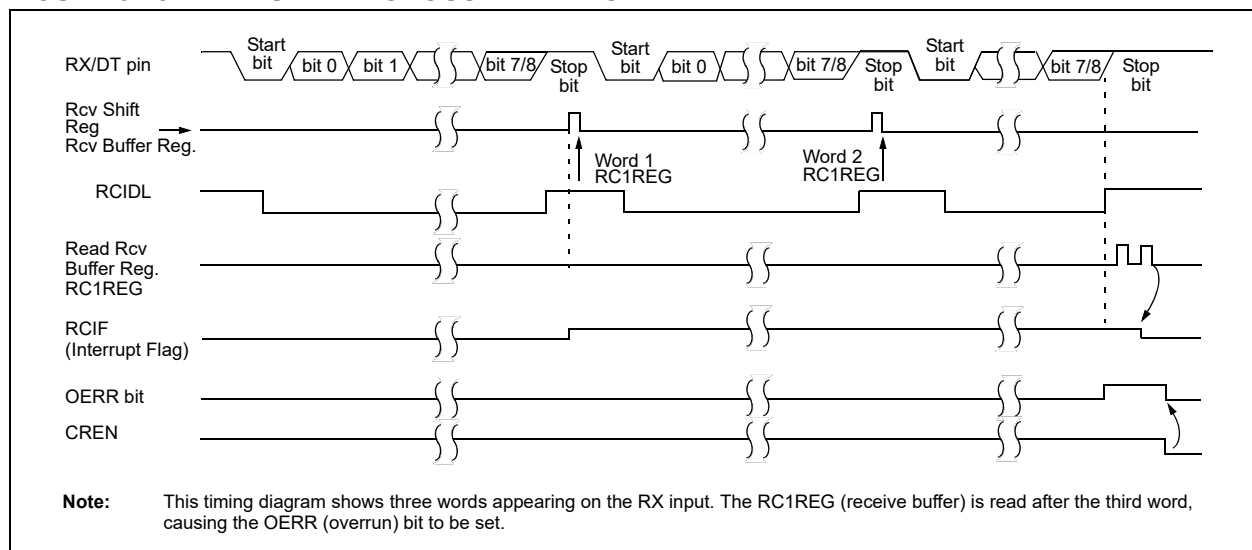 Start
bit
bit 0
bit 1
bit 7/8
Stop
bit
Start
bit
bit 0
bit 7/8
Stop
bit
Start
bit
bit 7/8
Stop
bit
RX/DT pin
Rcv Shift
Reg
Rcv Buffer Reg.
Word 1
RC1REG
Word 2
RC1REG
RCIDL
Read Rcv
Buffer Reg.
RC1REG
RCIF
(Interrupt Flag)
OERR bit
CREN
Note: This timing diagram shows three words appearing on the RX input. The RC1REG (receive buffer) is read after the third word,
causing the OERR (overrun) bit to be set.